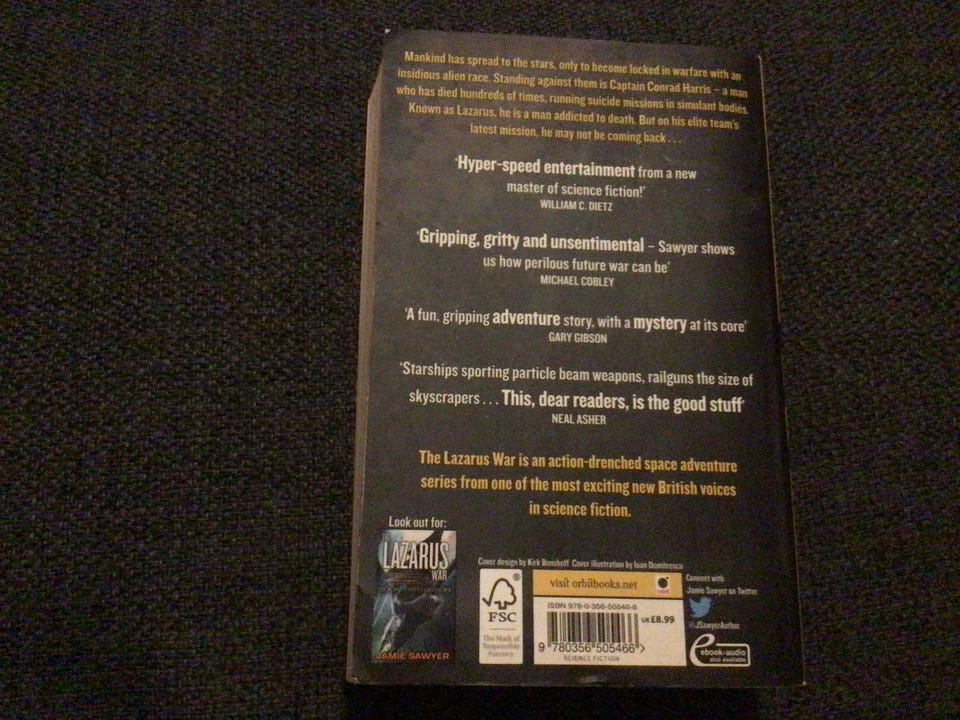 Mankind has spread to the stars, only to become locked in warfare with an
insidious alien race. Standing against them is Captain Conrad Harris – a man
who has died hundreds of times, running suicide missions in simulant bodies.
Known as Lazarus, he is a man addicted to death. But on his elite team's
latest mission, he may not be coming back . . .
'Hyper-speed entertainment from a new
master of science fiction!'
WILLIAM C. DIETZ
'Gripping, gritty and unsentimental – Sawyer shows
us how perilous future war can be'
MICHAEL COBLEY
'A fun, gripping adventure story, with a mystery at its core'
GARY GIBSON
'Starships sporting particle beam weapons, railguns the size of
skyscrapers . . . This, dear readers, is the good stuff'
NEAL ASHER
The Lazarus War is an action-drenched space adventure
series from one of the most exciting new British voices
in science fiction.
Look out for:
LAZARUS
WAR
JAMIE SAWYER
Cover design by Kirk Benshoff Cover illustration by Ioan Dumitrescu
FSC
The Mark of
Responsible
Forestry
visit orbitbooks.net
ISBN 978-0-356-50546-6
UK £8.99
9 780356 505466 >
SCIENCE FICTION
Connect with
Jamie Sawyer on Twitter
@JSawyerAuthor
ebook-audio
also available